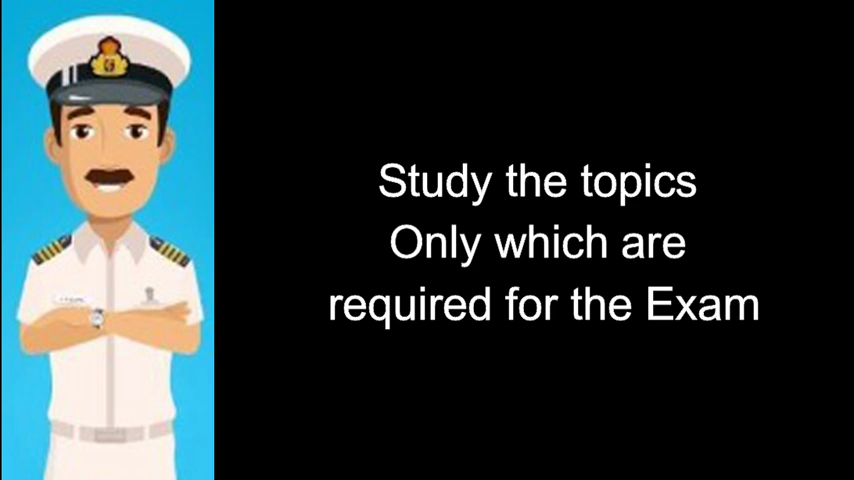 Study the topics
Only which are
required for the Exam